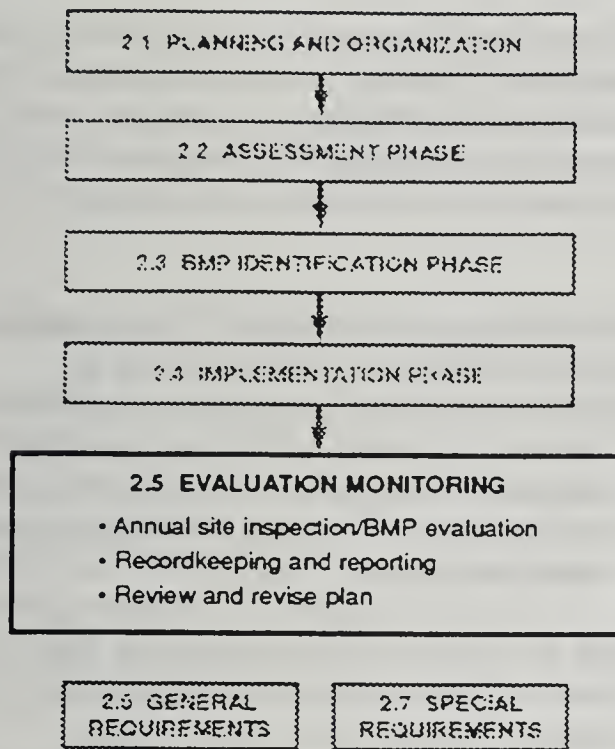 2.1 PLANNING AND ORGANIZATION
2.2 ASSESSMENT PHASE
2.3 BMP IDENTIFICATION PHASE
2.4 IMPLEMENTATION PHASE
2.5 EVALUATION MONITORING
• Annual site inspection/BMP evaluation
• Recordkeeping and reporting
• Review and revise plan
2.6 GENERAL
REQUIREMENTS
2.7 SPECIAL
REQUIREMENTS